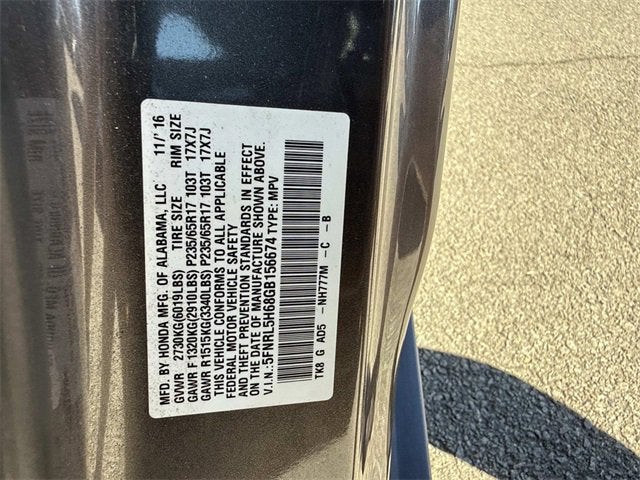 MFD. BY HONDA MFG. OF ALABAMA, LLC 11/'16
GVWR 2730KG(6019LBS) TIRE SIZE RIM SIZE
GAWR F 1320KG(2910LBS) P235/65R17 103T 17X7J
GAWR R 1515KG(3340LBS) P235/65R17 103T 17X7J
THIS VEHICLE CONFORMS TO ALL APPLICABLE
FEDERAL MOTOR VEHICLE SAFETY
AND THEFT PREVENTION STANDARDS IN EFFECT
ON THE DATE OF MANUFACTURE SHOWN ABOVE.
V.I.N.:5FNRL5H68GB156674 TYPE: MPV
TK8 G AD5 -NH777M -C -B